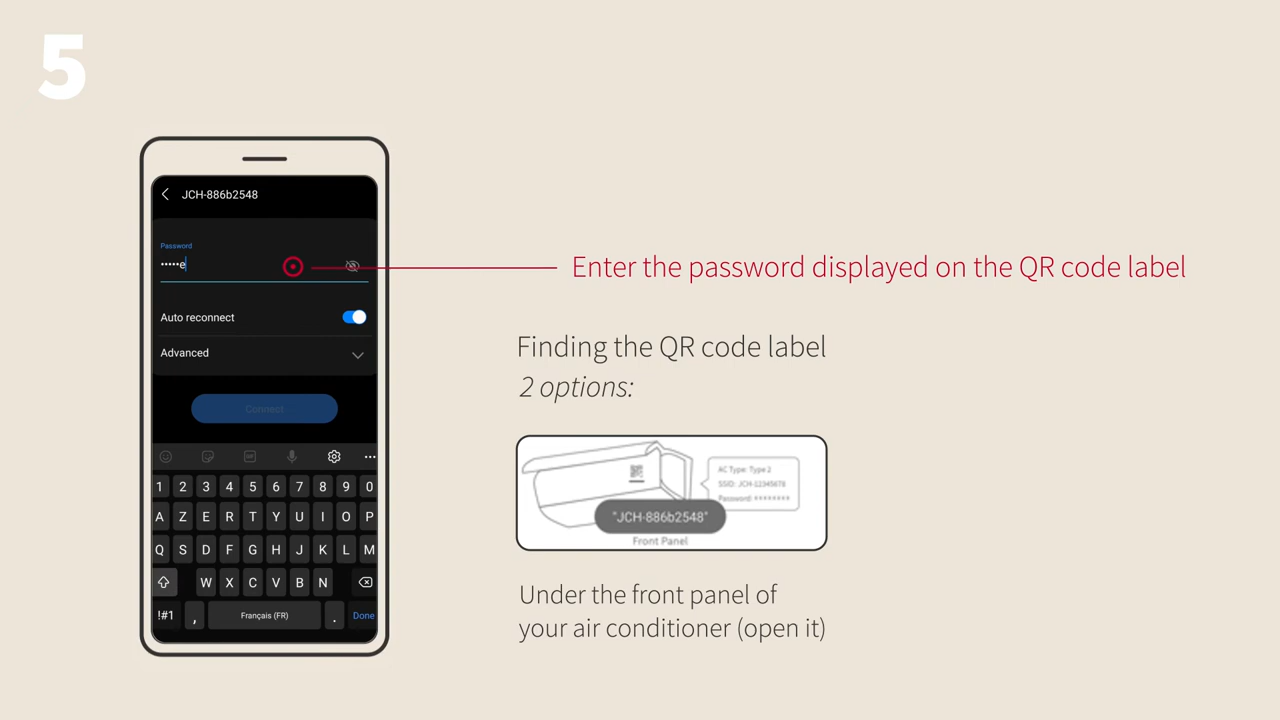 5
JCH-886b2548
Password
•••••e
Enter the password displayed on the QR code label
Auto reconnect
Advanced
Connect
GIF
1 2 3 4 5 6 7 8 9 0
A Z E R T Y U I O P
Q S D F G H J K L M
W X C V B N
!#1 , Français (FR) . Done
Finding the QR code label
2 options:
AC Type: Type 2
SSID: JCH-12345678
Password: ********
"JCH-886b2548"
Front Panel
Under the front panel of
your air conditioner (open it)